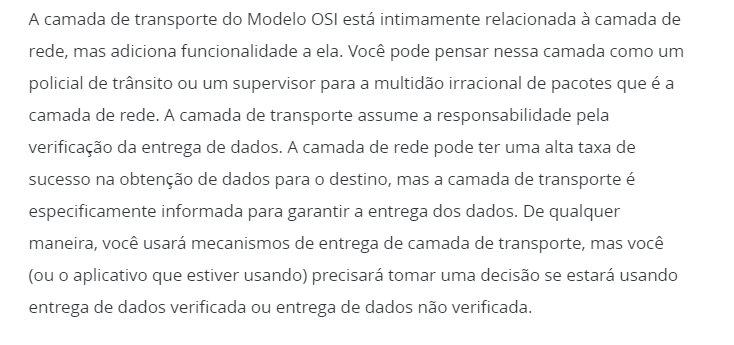 A camada de transporte do Modelo OSI está intimamente relacionada à camada de
rede, mas adiciona funcionalidade a ela. Você pode pensar nessa camada como um
policial de trânsito ou um supervisor para a multidão irracional de pacotes que é a
camada de rede. A camada de transporte assume a responsabilidade pela
verificação da entrega de dados. A camada de rede pode ter uma alta taxa de
sucesso na obtenção de dados para o destino, mas a camada de transporte é
especificamente informada para garantir a entrega dos dados. De qualquer
maneira, você usará mecanismos de entrega de camada de transporte, mas você
(ou o aplicativo que estiver usando) precisará tomar uma decisão se estará usando
entrega de dados verificada ou entrega de dados não verificada.